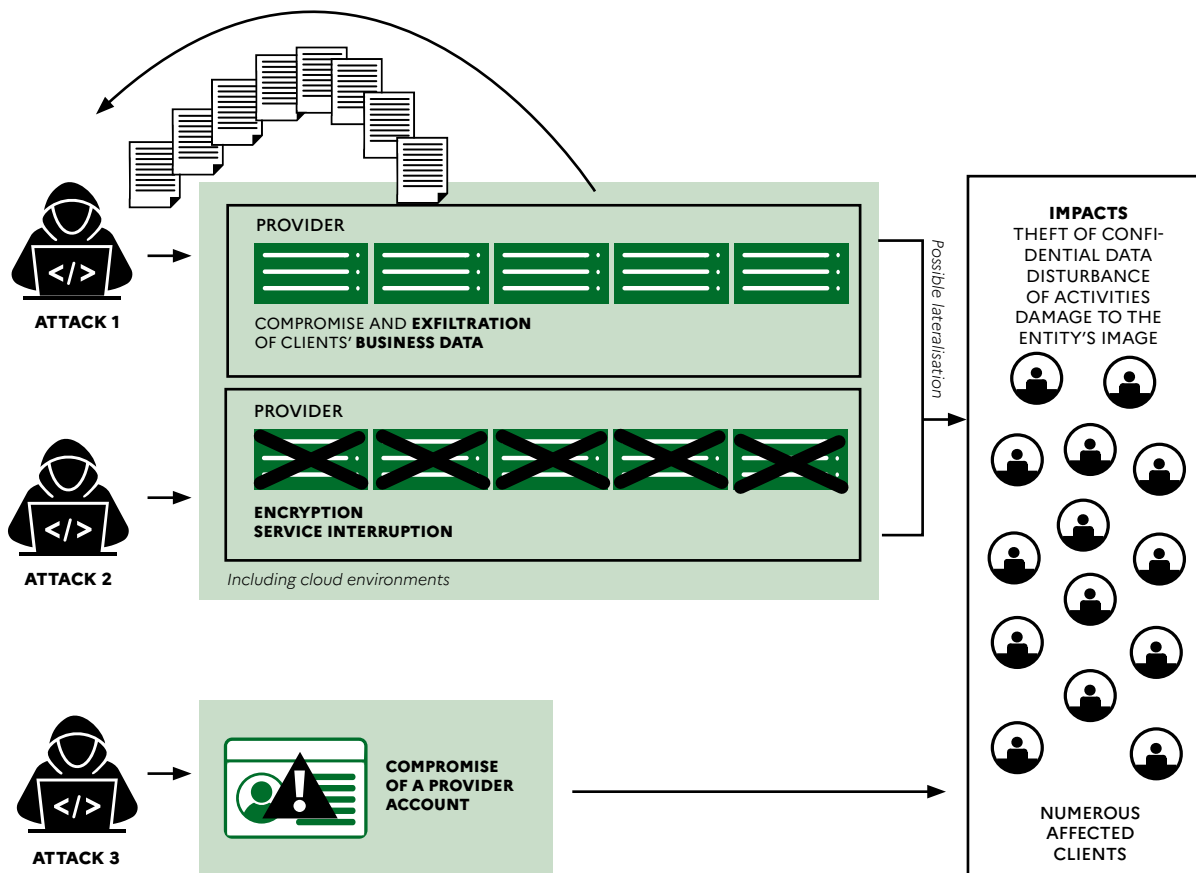 PROVIDER
COMPROMISE AND EXFILTRATION
OF CLIENTS' BUSINESS DATA
</>
ATTACK 1
PROVIDER
ENCRYPTION
SERVICE INTERRUPTION
Including cloud environments
</>
ATTACK 2
Possible lateralisation
</>
ATTACK 3
!
COMPROMISE
OF A PROVIDER
ACCOUNT
IMPACTS
THEFT OF CONFI-
DENTIAL DATA
DISTURBANCE
OF ACTIVITIES
DAMAGE TO THE
ENTITY'S IMAGE
NUMEROUS
AFFECTED
CLIENTS